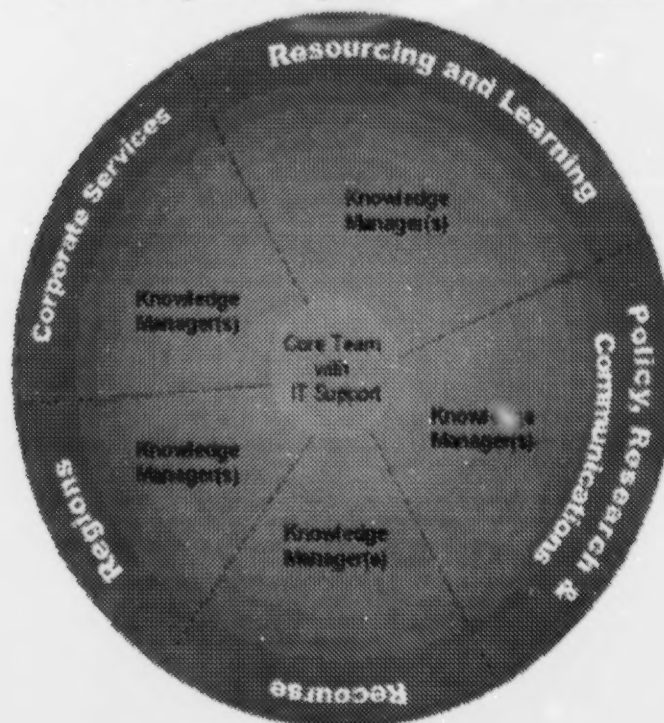 Resourcing and Learning
Corporate Services
Knowledge
Manager(s)
Knowledge
Manager(s)
Core Team
with
IT Support
Policy, Research &
Communications
Manager(s)
Knowledge
Manager(s)
Knowledge
Manager(s)
Regions
Recourse